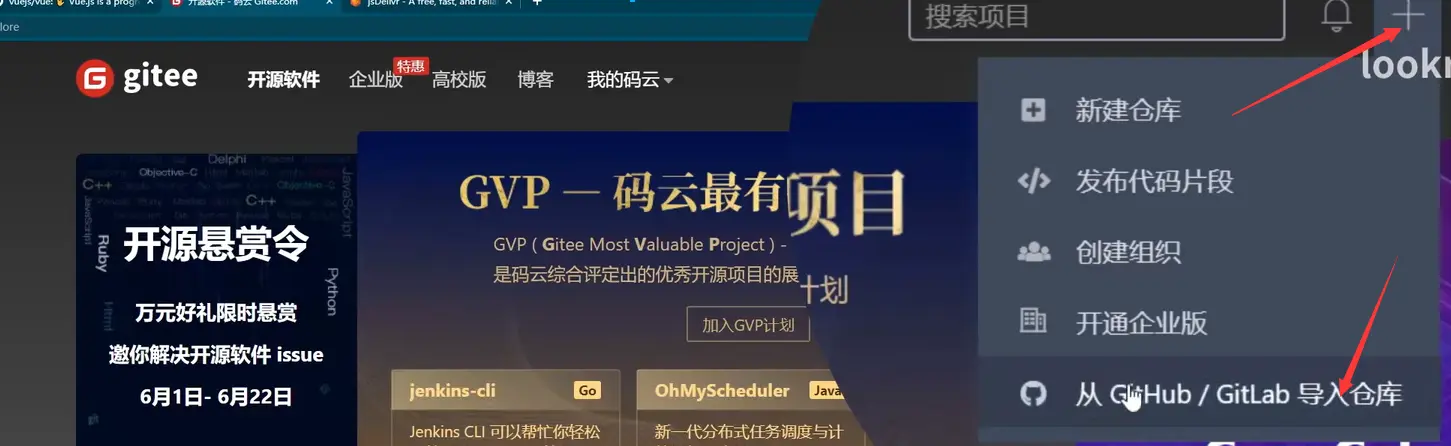 vuejs/vue: Vue.js is a progr
开源软件 - 码云 Gitee.com
jsDelivr - A free, fast, and relia
lore
gitee
开源软件
企业版
特惠
高校版
博客
我的码云
搜索项目
lookr
新建仓库
发布代码片段
创建组织
开通企业版
从 GitHub / GitLab 导入仓库
Delphi
Objective-C
C++
Objective-C
C++
JavaScript
JavaScript
Ruby
Python
Html
开源悬赏令
万元好礼限时悬赏
邀你解决开源软件 issue
6月1日- 6月22日
GVP — 码云最有
项目
GVP ( Gitee Most Valuable Project ) -
是码云综合评定出的优秀开源项目的展
计划
加入GVP计划
jenkins-cli
Go
Jenkins CLI 可以帮忙你轻松
OhMyScheduler
Java
新一代分布式任务调度与计